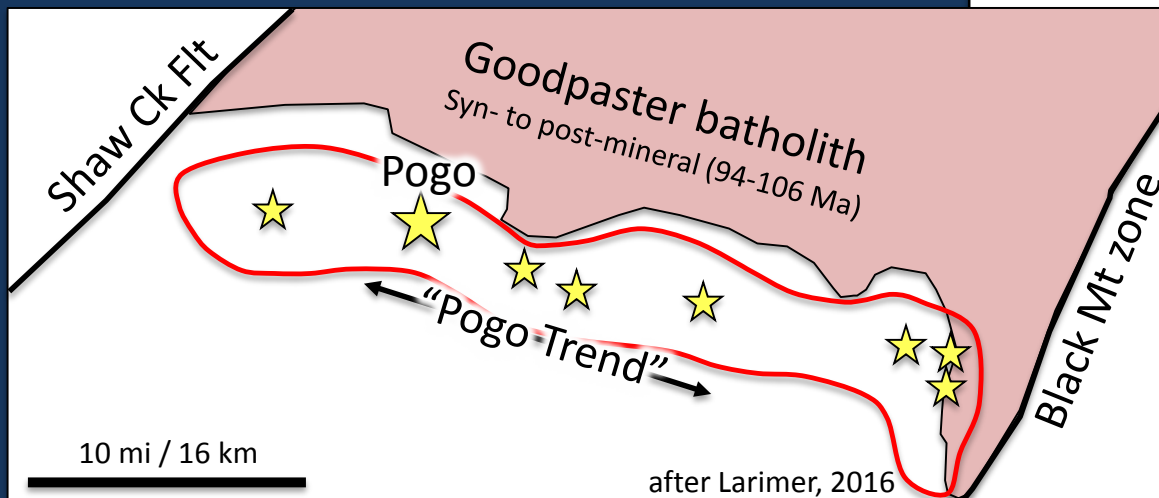 Shaw Ck Flt
Goodpaster batholith
Syn- to post-mineral (94-106 Ma)
Pogo
“Pogo Trend”
Black Mt zone
10 mi / 16 km
after Larimer, 2016